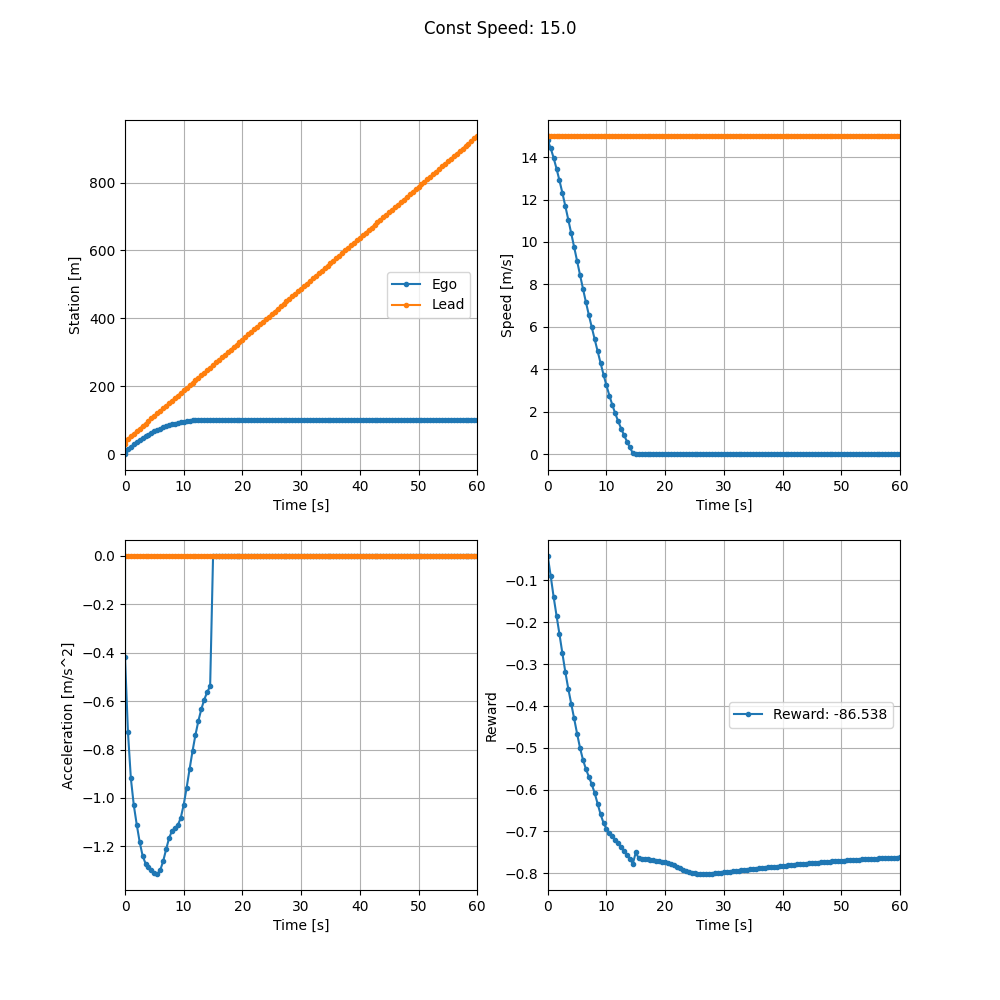 Const Speed: 15.0
Station [m]
800
600
400
200
0
Ego
Lead
0 10 20 30 40 50 60
Time [s]
Speed [m/s]
14
12
10
8
6
4
2
0
0 10 20 30 40 50 60
Time [s]
Acceleration [m/s^2]
0.0
−0.2
−0.4
−0.6
−0.8
−1.0
−1.2
0 10 20 30 40 50 60
Time [s]
Reward
−0.1
−0.2
−0.3
−0.4
−0.5
−0.6
−0.7
−0.8
Reward: -86.538
0 10 20 30 40 50 60
Time [s]